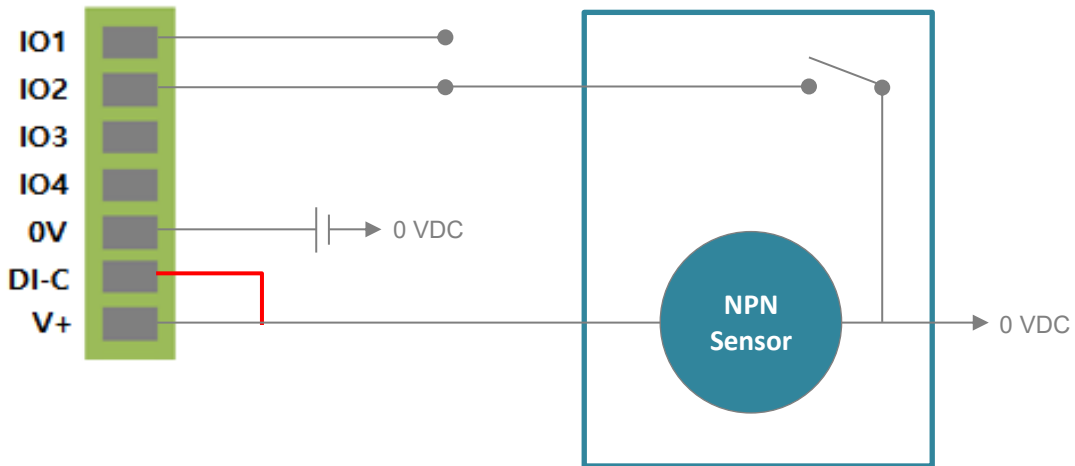 IO1
IO2
IO3
IO4
0V
DI-C
V+
0 VDC
NPN
Sensor
0 VDC